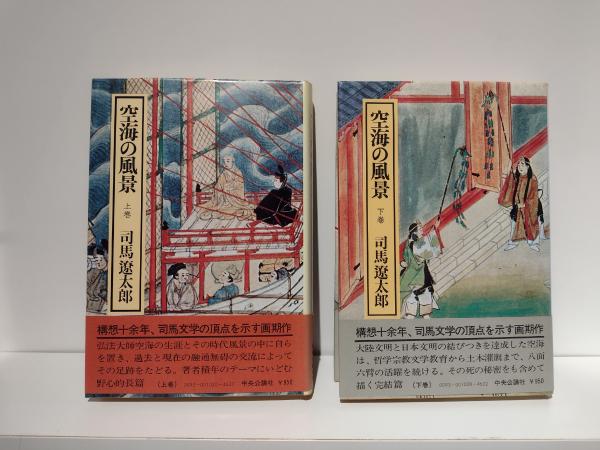 空海の風景
上巻
司馬遼太郎
構想十余年、司馬文学の頂点を示す画期作
弘法大師空海の生涯とその時代風景の中に自ら
を置き、過去と現在の融通無碍の交流によって
その足跡をたどる。著者積年のテーマにいどむ
野心的長篇 (上巻) 中央公論社 ¥950
空海の風景
下巻
司馬遼太郎
構想十余年、司馬文学の頂点を示す画期作
大陸文明と日本文明の結びつきを達成した空海
は、哲学宗教文学教育から土木灌漑まで、八面
六臂の活躍を続ける。その死の秘密をも含めて
描く完結篇 (下巻) 中央公論社 ¥950